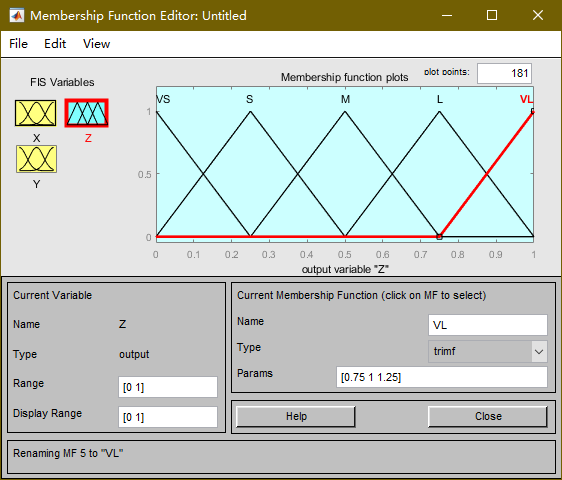 Membership Function Editor: Untitled
File Edit View
FIS Variables
X
Z
Y
Membership function plots
plot points:
181
VS S M L VL
1
0.5
0
0 0.1 0.2 0.3 0.4 0.5 0.6 0.7 0.8 0.9 1
output variable "Z"
Current Variable
Name Z
Type output
Range [0 1]
Display Range [0 1]
Current Membership Function (click on MF to select)
Name VL
Type trimf
Params [0.75 1 1.25]
Help Close
Renaming MF 5 to "VL"